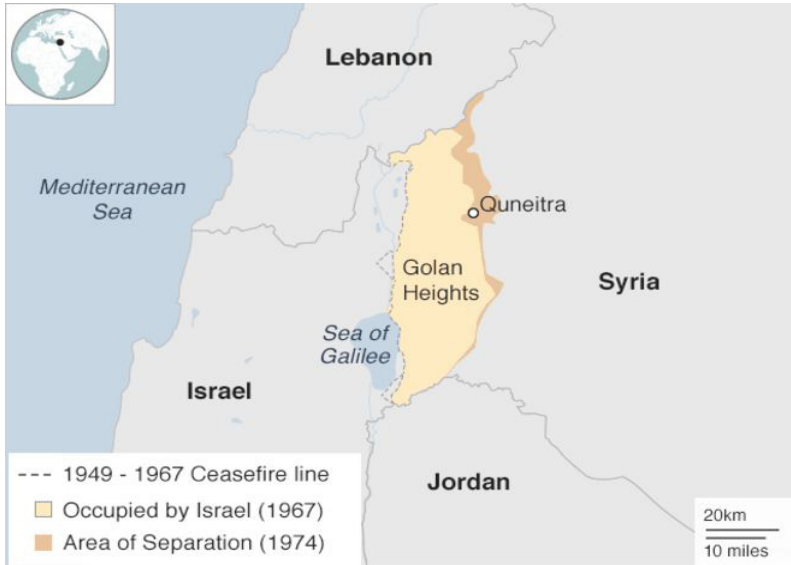 Lebanon
Mediterranean
Sea
Quneitra
Golan
Heights
Syria
Sea of
Galilee
Israel
Jordan
1949 - 1967 Ceasefire line
Occupied by Israel (1967)
Area of Separation (1974)
20km
10 miles